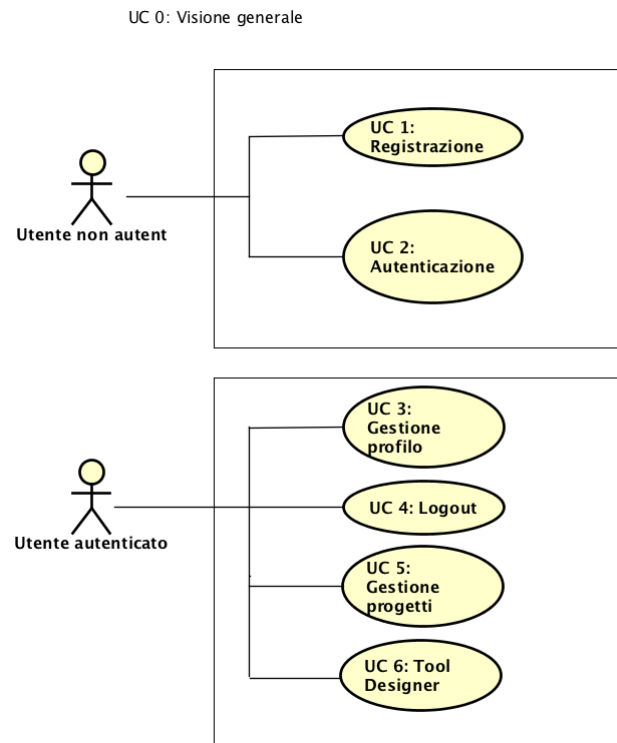 UC 0: Visione generale
UC 1:
Registrazione
Utente non autent
UC 2:
Autenticazione
UC 3:
Gestione
profilo
UC 4: Logout
Utente autenticato
UC 5:
Gestione
progetti
UC 6: Tool
Designer